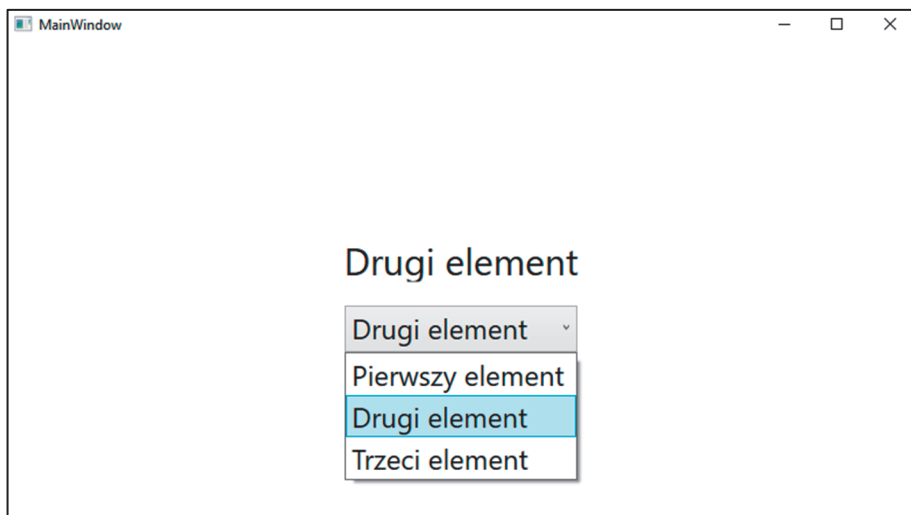 MainWindow
Drugi element
Drugi element
Pierwszy element
Drugi element
Trzeci element